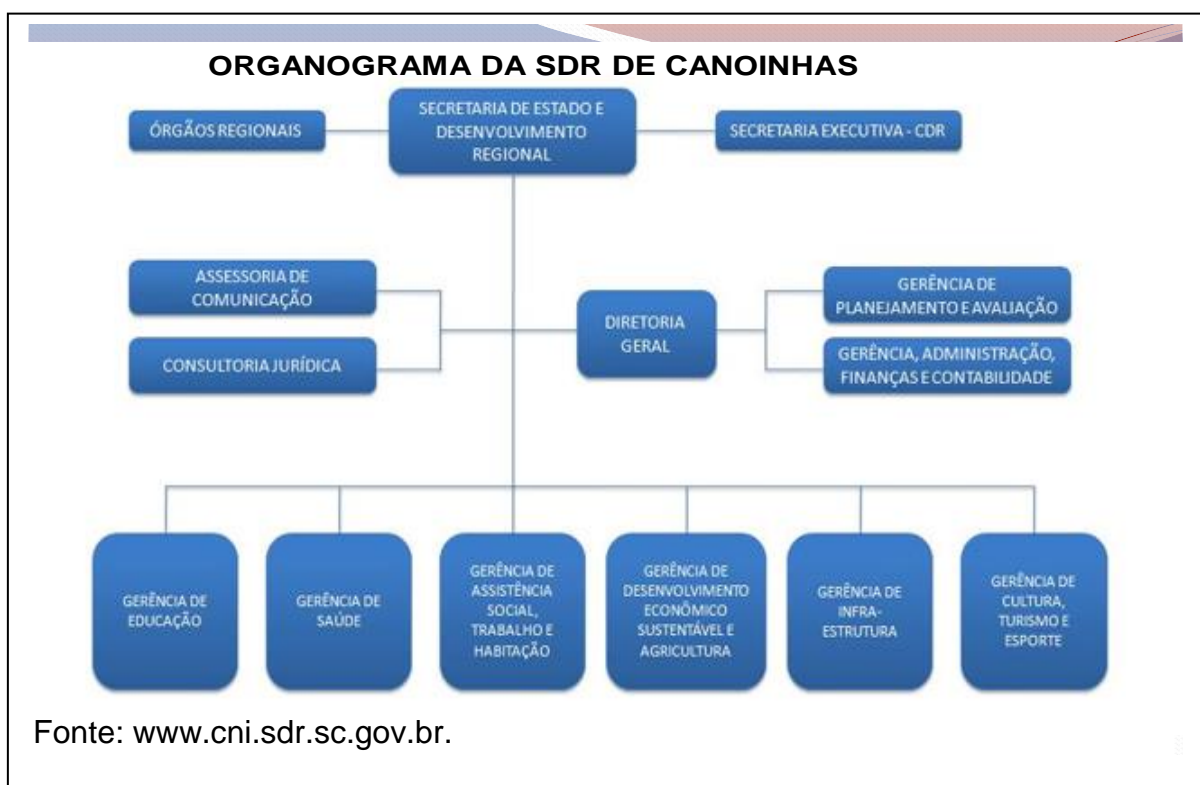 ORGANOGRAMA DA SDR DE CANOINHAS
ÓRGÃOS REGIONAIS
SECRETARIA DE ESTADO E
DESENVOLVIMENTO
REGIONAL
SECRETARIA EXECUTIVA - CDR
ASSESSORIA DE
COMUNICAÇÃO
CONSULTORIA JURÍDICA
DIRETORIA
GERAL
GERÊNCIA DE
PLANEJAMENTO E AVALIAÇÃO
GERÊNCIA, ADMINISTRAÇÃO,
FINANÇAS E CONTABILIDADE
GERÊNCIA DE
EDUCAÇÃO
GERÊNCIA DE
SAÚDE
GERÊNCIA DE
ASSISTÊNCIA
SOCIAL,
TRABALHO E
HABITAÇÃO
GERÊNCIA DE
DESENVOLVIMENTO
ECONÔMICO
SUSTENTÁVEL E
AGRICULTURA
GERÊNCIA DE
INFRA-
ESTRUTURA
GERÊNCIA DE
CULTURA,
TURISMO E
ESPORTE
Fonte: www.cni.sdr.sc.gov.br.